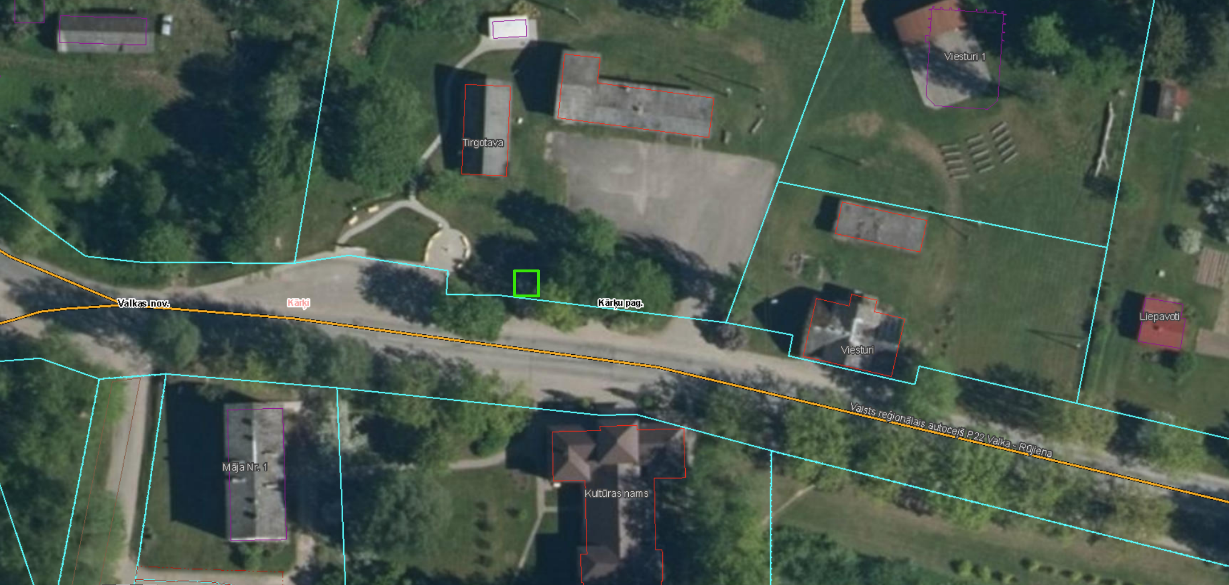 Viesturi 1
Tirgotava
Valkas nov.
Kārķi
Kārķu pag.
Liepavoti
Viesturi
Valsts reģionālais autoceļš P22 Valka - Rūjiena
Māja Nr. 1
Kultūras nams